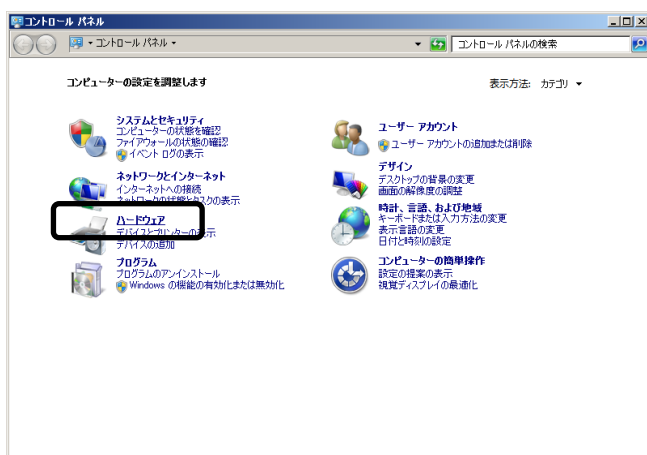 コントロール パネル
コントロール パネル
コントロール パネルの検索
コンピューターの設定を調整します
表示方法: カテゴリ
システムとセキュリティ
コンピューターの状態を確認
ファイアウォールの状態の確認
イベント ログの表示
ネットワークとインターネット
インターネットへの接続
ネットワークの状態とタスクの表示
ハードウェア
デバイスとプリンターの表示
デバイスの追加
プログラム
プログラムのアンインストール
Windows の機能の有効化または無効化
ユーザー アカウント
ユーザー アカウントの追加または削除
デザイン
デスクトップの背景の変更
画面の解像度の調整
時計、言語、および地域
キーボードまたは入力方法の変更
表示言語の変更
日付と時刻の設定
コンピューターの簡単操作
設定の提案の表示
視覚ディスプレイの最適化